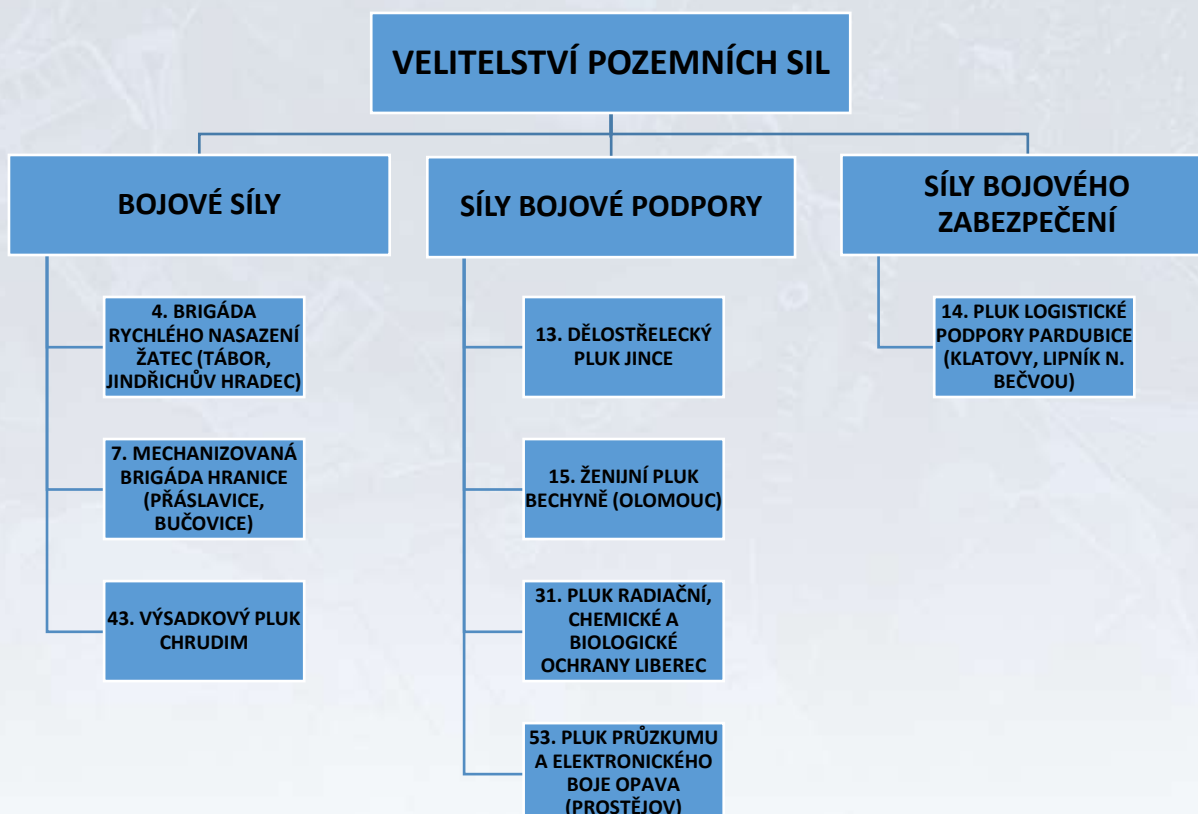 VELITELSTVÍ POZEMNÍCH SIL
BOJOVÉ SÍLY
4. BRIGÁDA
RYCHLÉHO NASAZENÍ
ŽATEC (TÁBOR,
JINDŘICHŮV HRADEC)
7. MECHANIZOVANÁ
BRIGÁDA HRANICE
(PŘÁSLAVICE,
BUČOVICE)
43. VÝSADKOVÝ PLUK
CHRUDIM
SÍLY BOJOVÉ PODPORY
13. DĚLOSTŘELECKÝ
PLUK JINCE
15. ŽENIJNÍ PLUK
BECHYNĚ (OLOMOUC)
31. PLUK RADIAČNÍ,
CHEMICKÉ A
BIOLOGICKÉ
OCHRANY LIBEREC
53. PLUK PRŮZKUMU
A ELEKTRONICKÉHO
BOJE OPAVA
(PROSTĚJOV)
SÍLY BOJOVÉHO
ZABEZPEČENÍ
14. PLUK LOGISTICKÉ
PODPORY PARDUBICE
(KLATOVY, LIPNÍK N.
BEČVOU)